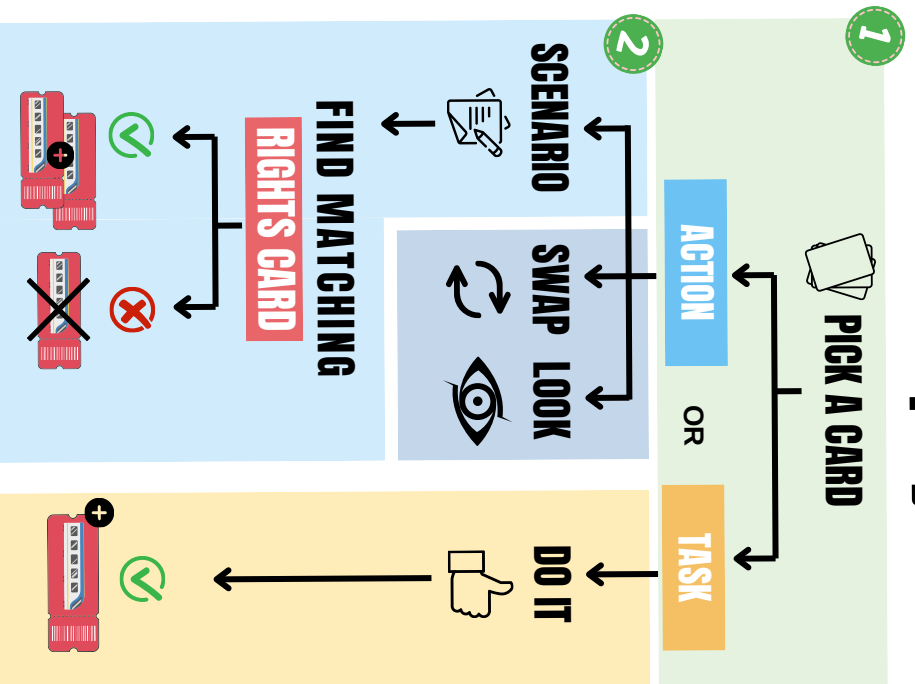 1
PICK A CARD
ACTION
OR
TASK
2
SCENARIO
SWAP
LOOK
DO IT
FIND MATCHING
RIGHTS CARD